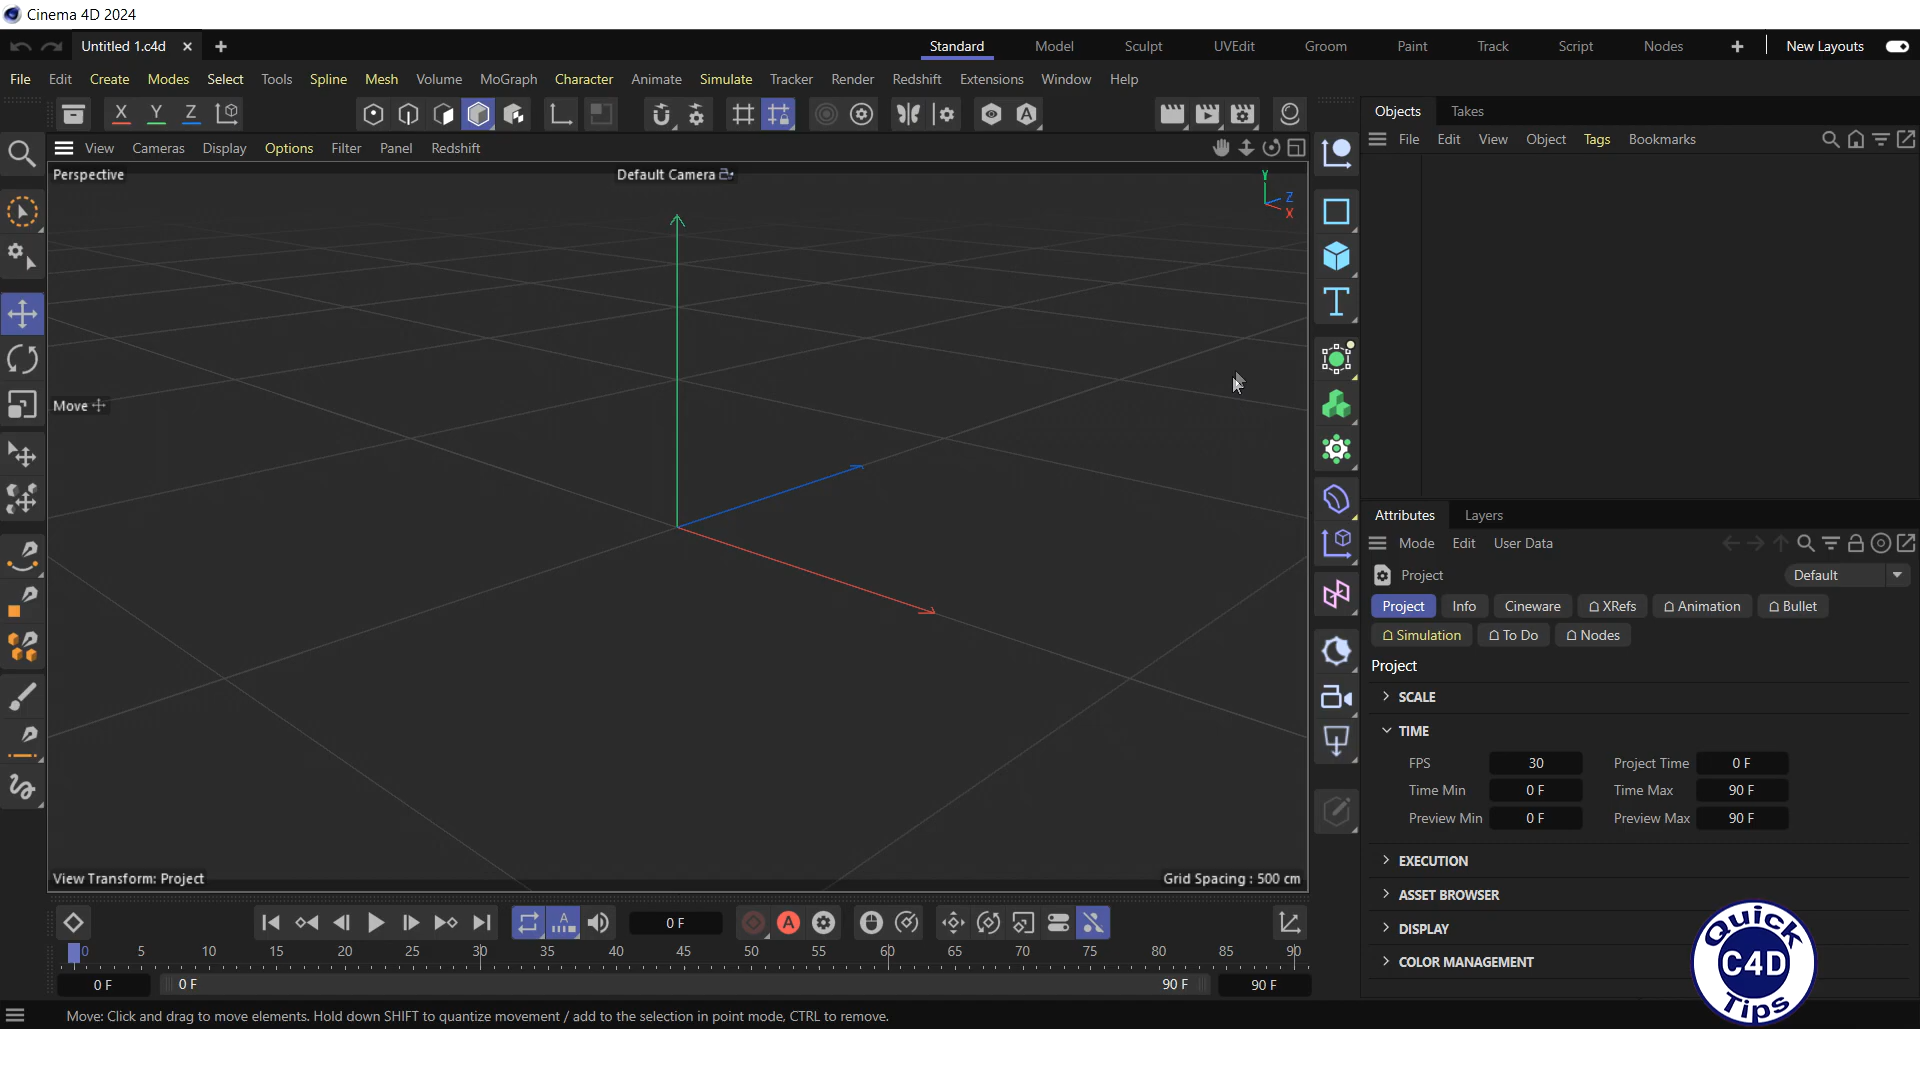 Cinema 4D 2024
Untitled 1.c4d
Standard Model Sculpt UVEdit Groom Paint Track Script Nodes New Layouts
File Edit Create Modes Select Tools Spline Mesh Volume MoGraph Character Animate Simulate Tracker Render Redshift Extensions Window Help
X Y Z
Objects Takes
File Edit View Object Tags Bookmarks
View Cameras Display Options Filter Panel Redshift
Perspective
Default Camera
Y
Z
X
Move
View Transform: Project
Grid Spacing : 500 cm
Attributes Layers
Mode Edit User Data
Project
Default
Project Info Cineware XRefs Animation Bullet
Simulation To Do Nodes
Project
SCALE
TIME
FPS 30 Project Time 0 F
Time Min 0 F Time Max 90 F
Preview Min 0 F Preview Max 90 F
EXECUTION
ASSET BROWSER
DISPLAY
COLOR MANAGEMENT
0 F
0 5 10 15 20 25 30 35 40 45 50 55 60 65 70 75 80 85 90
0 F 0 F 90 F 90 F
Move: Click and drag to move elements. Hold down SHIFT to quantize movement / add to the selection in point mode, CTRL to remove.
Quick
C4D
Tips